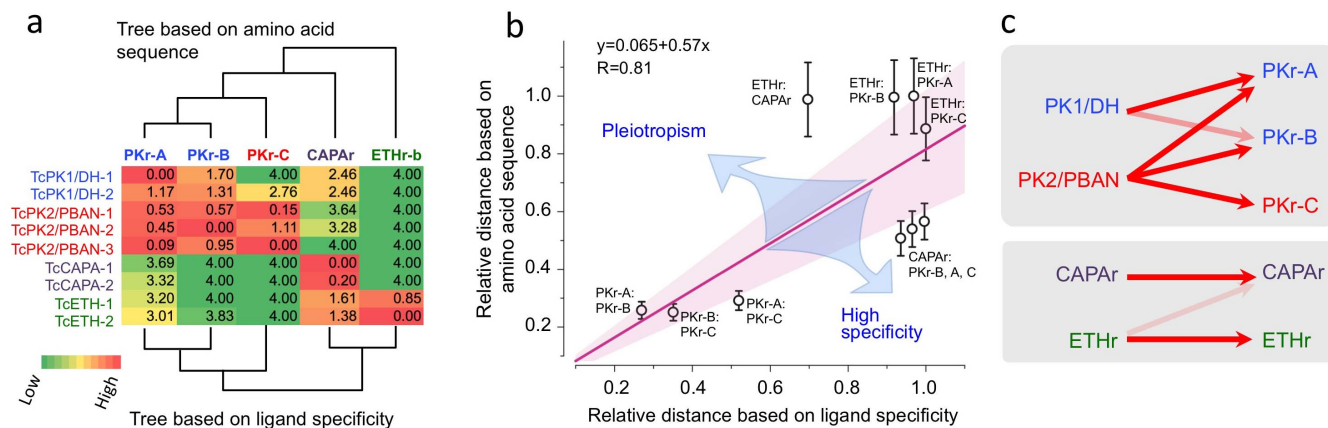 a
Tree based on amino acid
sequence
PKr-A PKr-B PKr-C CAPAr ETHr-b
TcPK1/DH-1 0.00 1.70 4.00 2.46 4.00
TcPK1/DH-2 1.17 1.31 2.76 2.46 4.00
TcPK2/PBAN-1 0.53 0.57 0.15 3.64 4.00
TcPK2/PBAN-2 0.45 0.00 1.11 3.28 4.00
TcPK2/PBAN-3 0.09 0.95 0.00 4.00 4.00
TcCAPA-1 3.69 4.00 4.00 0.00 4.00
TcCAPA-2 3.32 4.00 4.00 0.20 4.00
TcETH-1 3.20 4.00 4.00 1.61 0.85
TcETH-2 3.01 3.83 4.00 1.38 0.00
Low High
Tree based on ligand specificity
b
y=0.065+0.57x
R=0.81
Relative distance based on
amino acid sequence
1.0
0.8
0.6
0.4
0.2
ETHr:
CAPAr
ETHr:
PKr-B
ETHr:
PKr-A
ETHr:
PKr-C
Pleiotropism
CAPAr:
PKr-B, A, C
High
specificity
PKr-A:
PKr-B
PKr-B:
PKr-C
PKr-A:
PKr-C
0.2 0.4 0.6 0.8 1.0
Relative distance based on ligand specificity
c
PK1/DH
PK2/PBAN
PKr-A
PKr-B
PKr-C
CAPAr
ETHr
CAPAr
ETHr